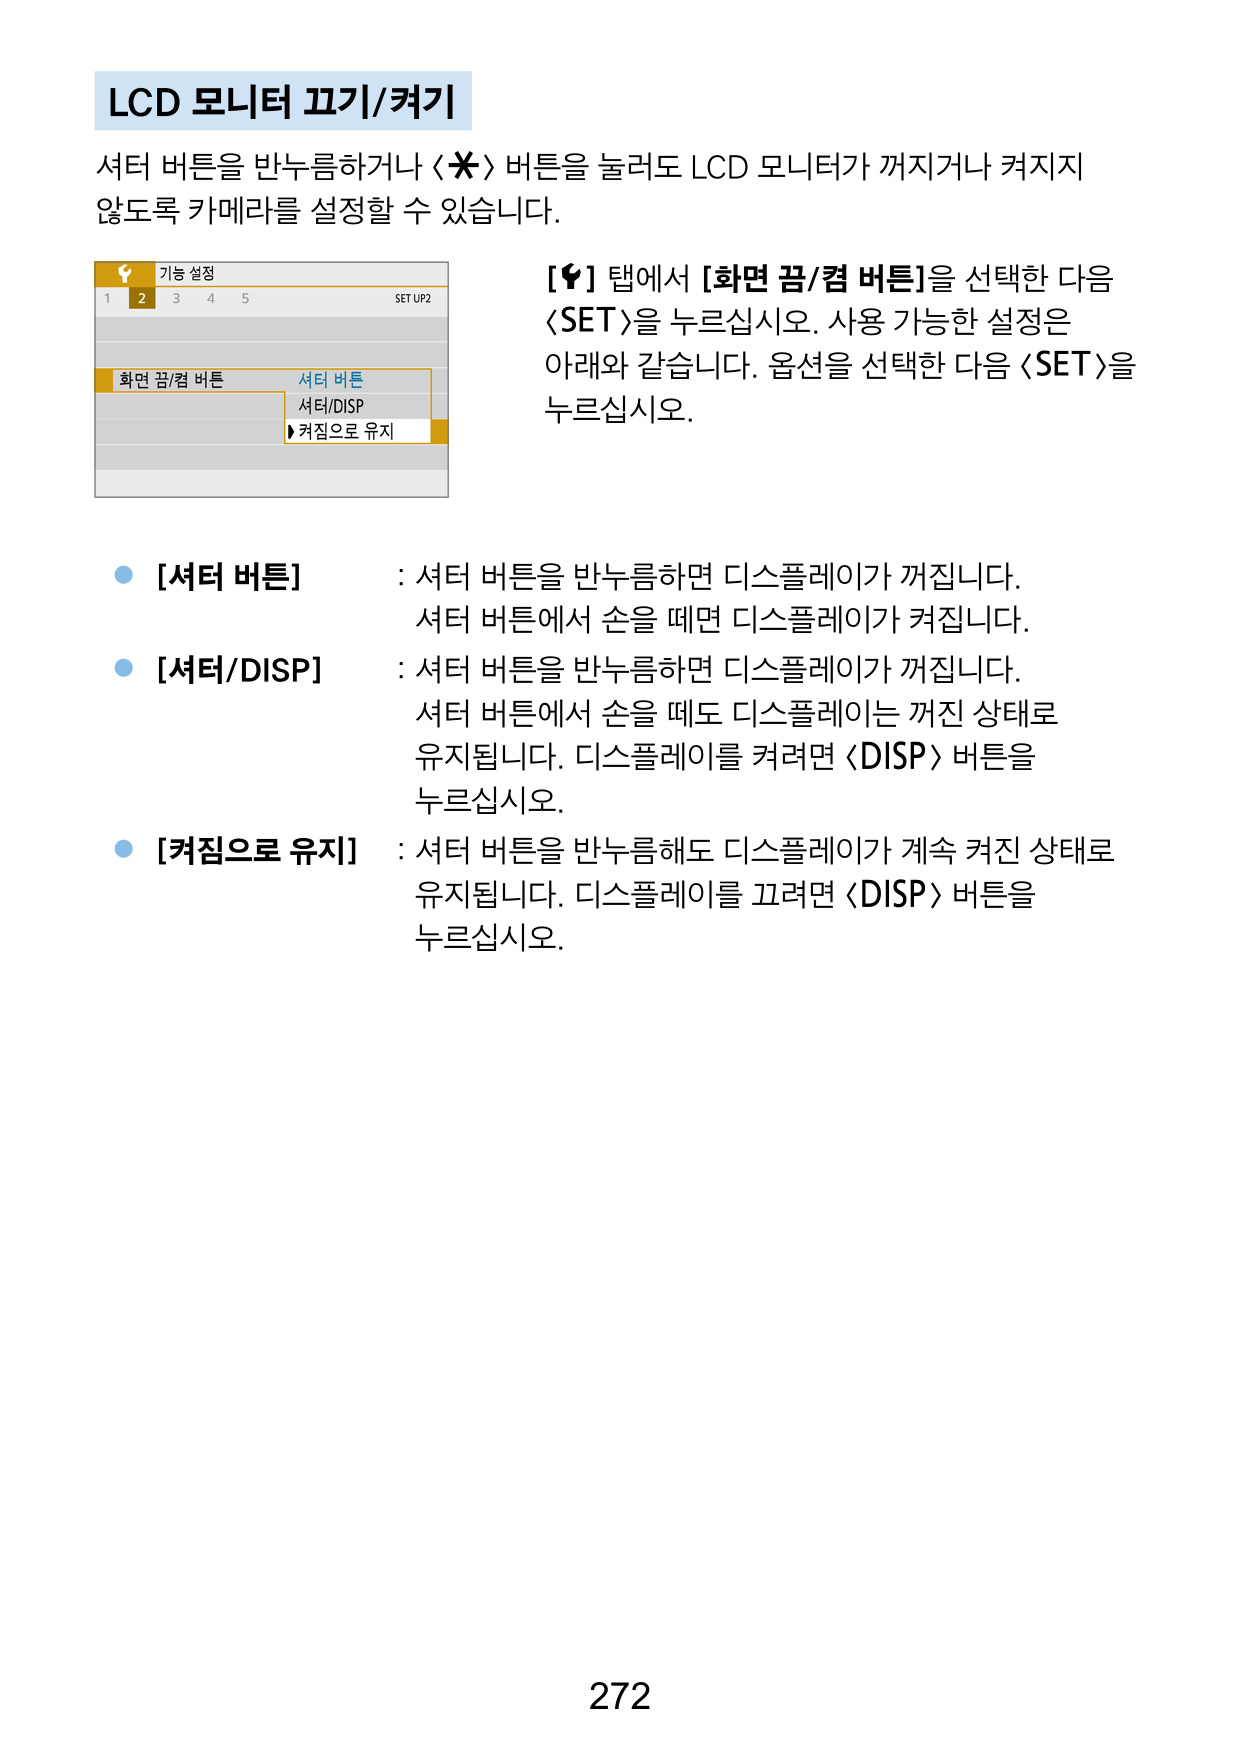 LCD 모니터 끄기/켜기
셔터 버튼을 반누름하거나 〈✱〉 버튼을 눌러도 LCD 모니터가 꺼지거나 켜지지
않도록 카메라를 설정할 수 있습니다.
기능 설정
1 2 3 4 5 SET UP2
화면 끔/켬 버튼 셔터 버튼
셔터/DISP
켜짐으로 유지
[] 탭에서 [화면 끔/켬 버튼]을 선택한 다음
〈SET〉을 누르십시오. 사용 가능한 설정은
아래와 같습니다. 옵션을 선택한 다음 〈SET〉을
누르십시오.
● [셔터 버튼] : 셔터 버튼을 반누름하면 디스플레이가 꺼집니다.
셔터 버튼에서 손을 떼면 디스플레이가 켜집니다.
● [셔터/DISP] : 셔터 버튼을 반누름하면 디스플레이가 꺼집니다.
셔터 버튼에서 손을 떼도 디스플레이는 꺼진 상태로
유지됩니다. 디스플레이를 켜려면 〈DISP〉 버튼을
누르십시오.
● [켜짐으로 유지] : 셔터 버튼을 반누름해도 디스플레이가 계속 켜진 상태로
유지됩니다. 디스플레이를 끄려면 〈DISP〉 버튼을
누르십시오.
272